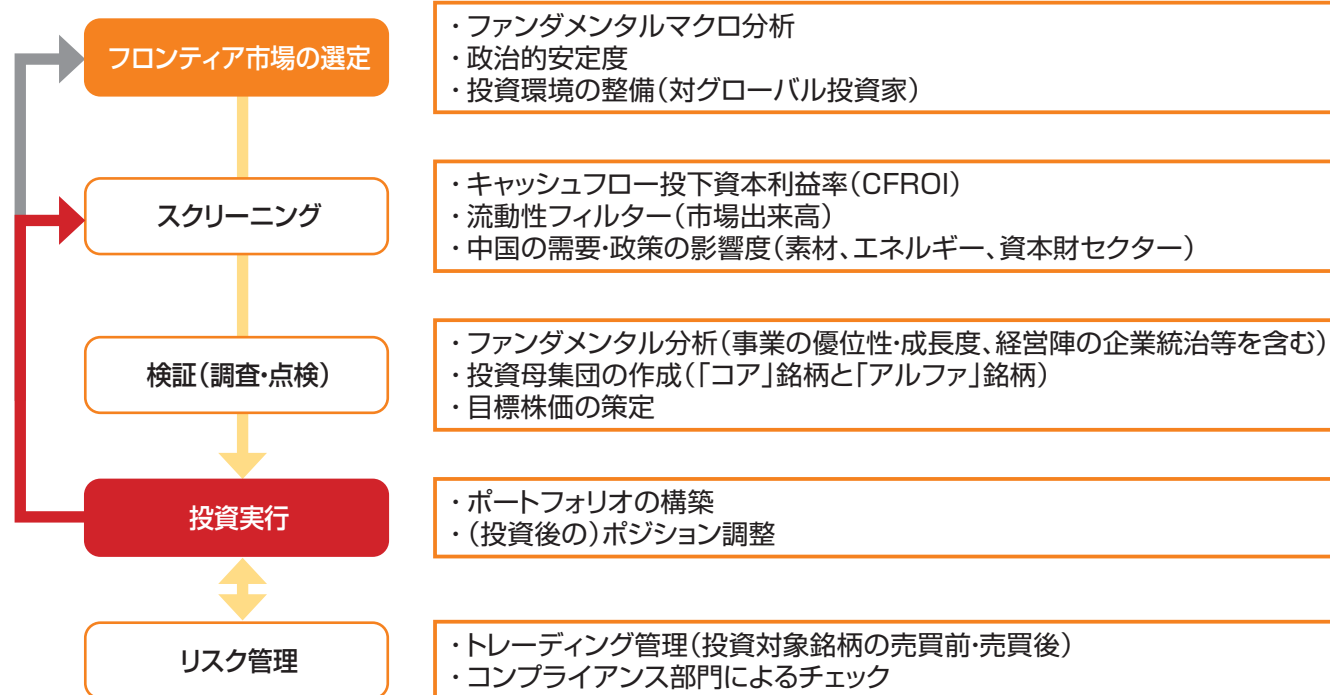 フロンティア市場の選定
・ファンダメンタルマクロ分析
・政治的安定度
・投資環境の整備(対グローバル投資家)
スクリーニング
・キャッシュフロー投下資本利益率(CFROI)
・流動性フィルター(市場出来高)
・中国の需要・政策の影響度(素材、エネルギー、資本財セクター)
検証(調査・点検)
・ファンダメンタル分析(事業の優位性・成長度、経営陣の企業統治等を含む)
・投資母集団の作成(「コア」銘柄と「アルファ」銘柄)
・目標株価の策定
投資実行
・ポートフォリオの構築
・(投資後の)ポジション調整
リスク管理
・トレーディング管理(投資対象銘柄の売買前・売買後)
・コンプライアンス部門によるチェック